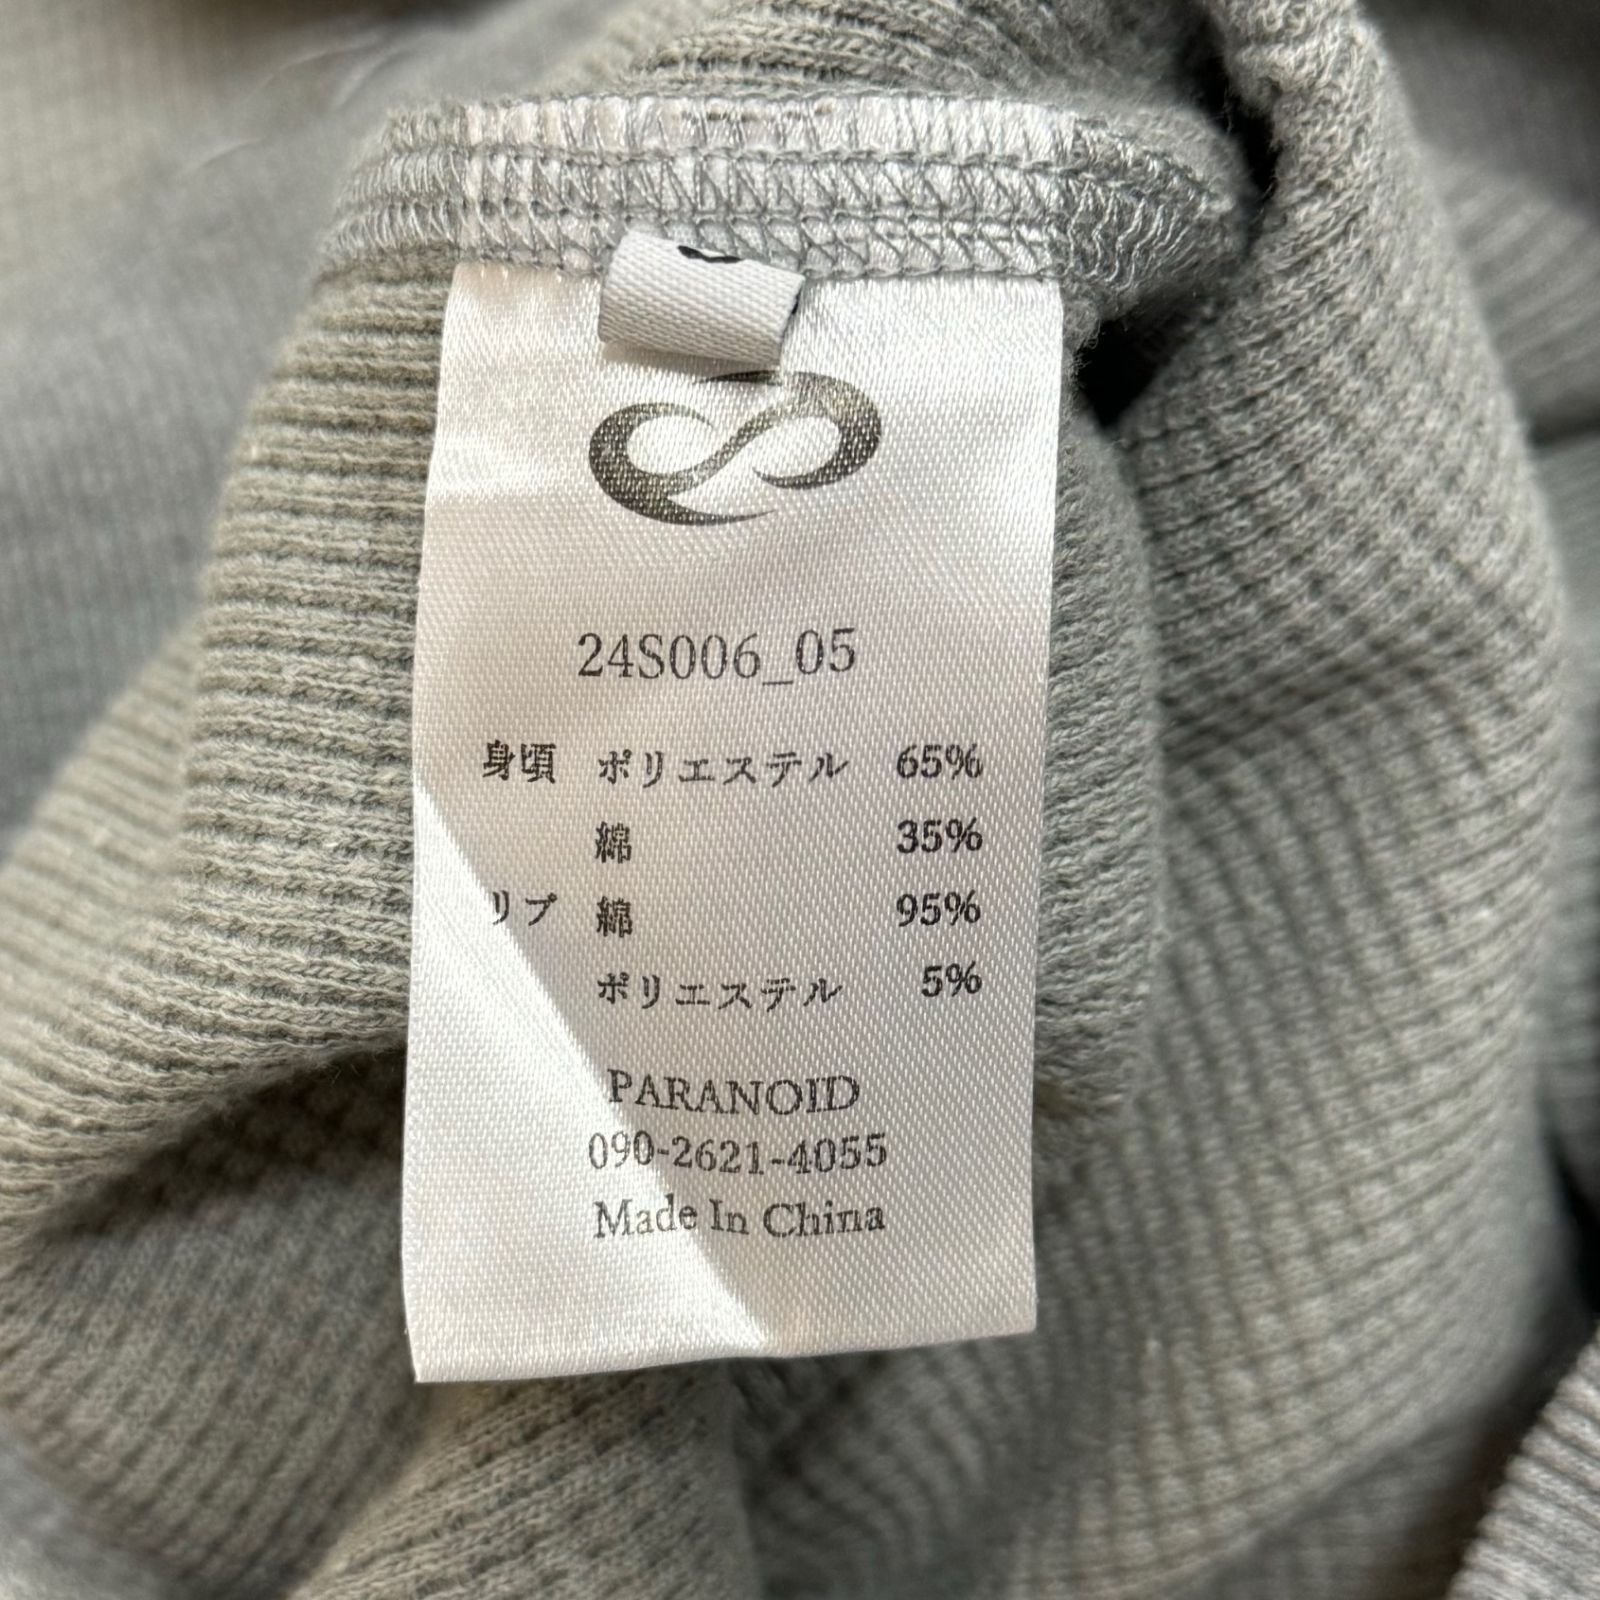 24S006_05
身頃 ポリエステル 65%
綿 35%
リブ 綿 95%
ポリエステル 5%
PARANOID
090-2621-4055
Made In China